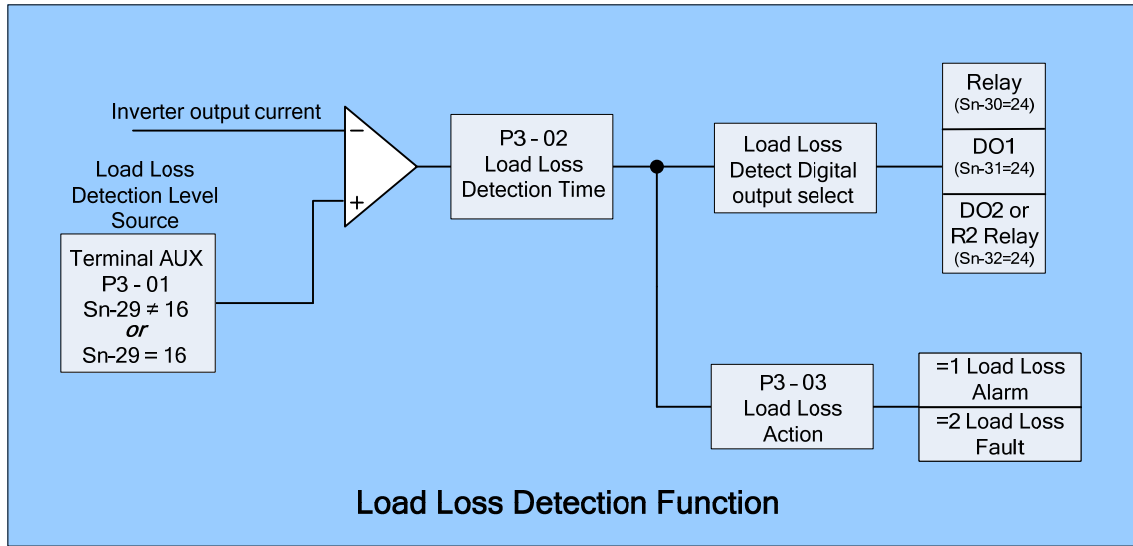 Inverter output current
−
+
Load Loss
Detection Level
Source
Terminal AUX
P3 - 01
Sn-29 ≠ 16
or
Sn-29 = 16
P3 - 02
Load Loss
Detection Time
Load Loss
Detect Digital
output select
Relay
(Sn-30=24)
DO1
(Sn-31=24)
DO2 or
R2 Relay
(Sn-32=24)
P3 - 03
Load Loss
Action
=1 Load Loss
Alarm
=2 Load Loss
Fault
Load Loss Detection Function